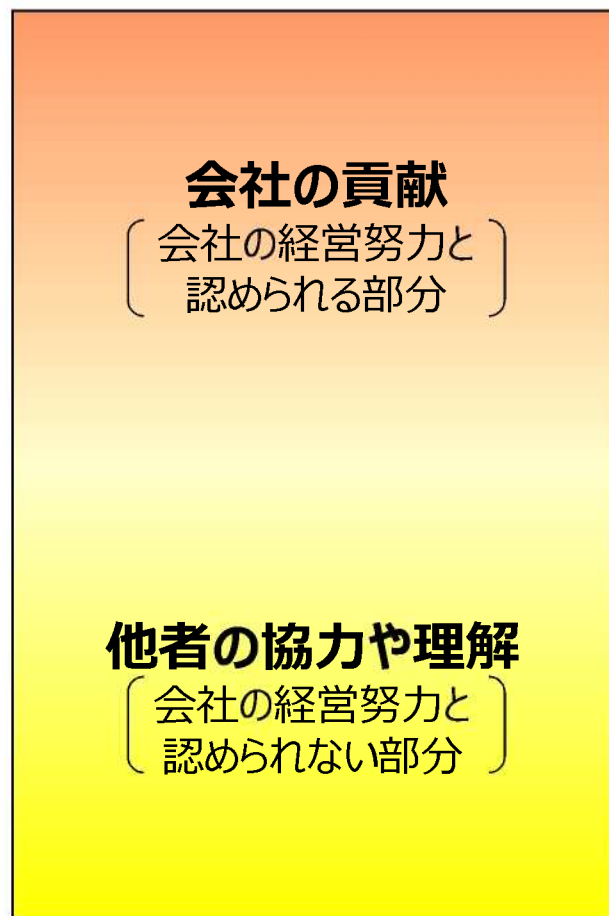 会社の貢献
会社の経営努力と
認められる部分
他者の協力や理解
会社の経営努力と
認められない部分